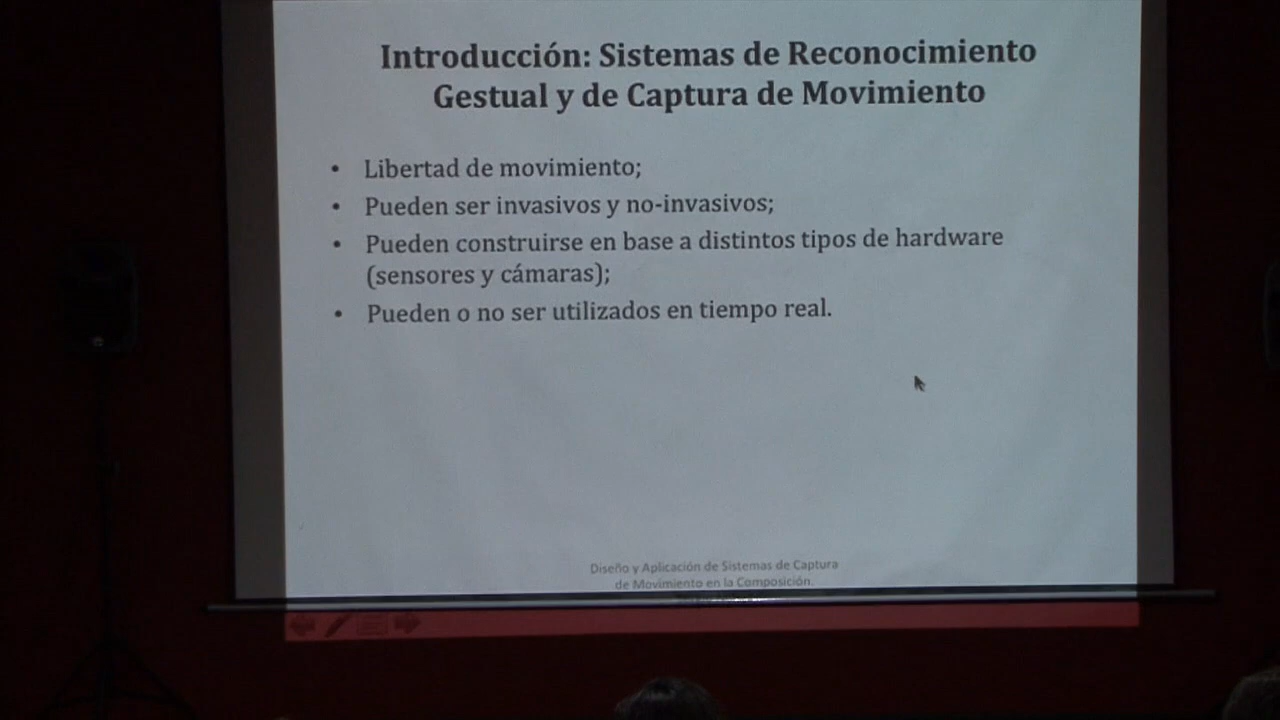 Introducción: Sistemas de Reconocimiento
Gestual y de Captura de Movimiento
• Libertad de movimiento;
• Pueden ser invasivos y no-invasivos;
• Pueden construirse en base a distintos tipos de hardware
(sensores y cámaras);
• Pueden o no ser utilizados en tiempo real.
Diseño y Aplicación de Sistemas de Captura
de Movimiento en la Composición.